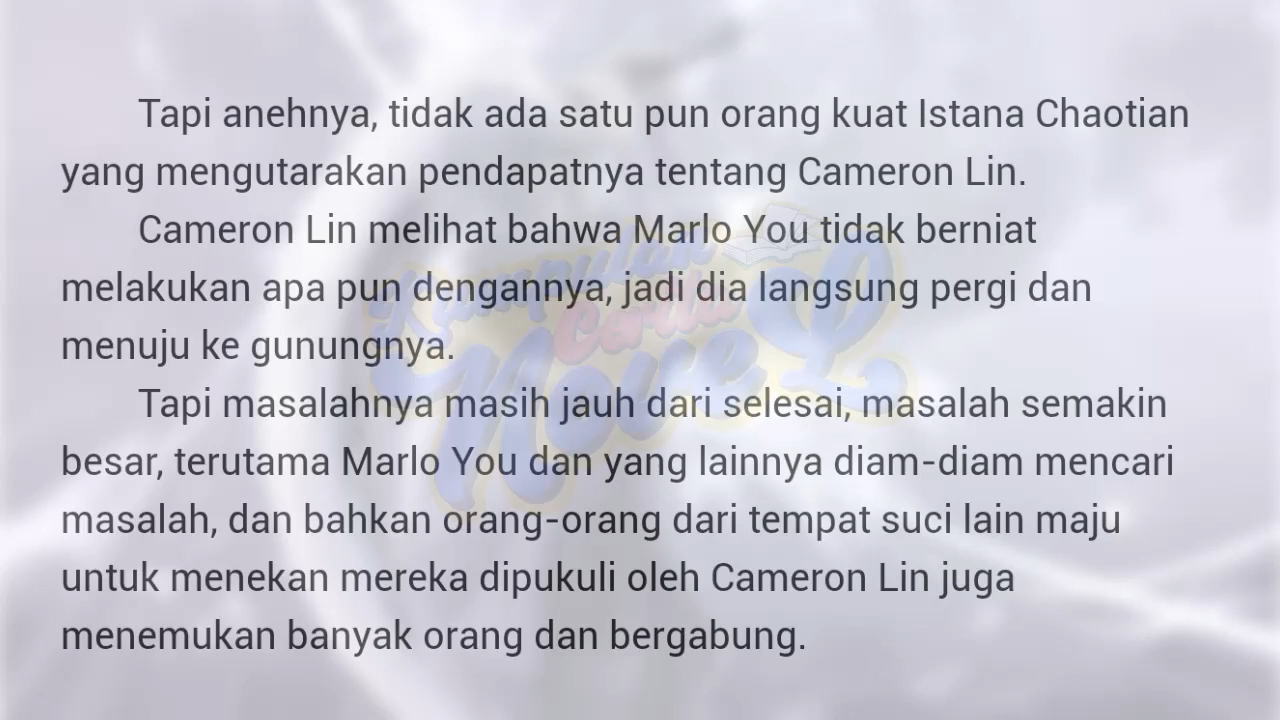 Tapi anehnya, tidak ada satu pun orang kuat Istana Chaotian
yang mengutarakan pendapatnya tentang Cameron Lin.
Cameron Lin melihat bahwa Marlo You tidak berniat
melakukan apa pun dengannya, jadi dia langsung pergi dan
menuju ke gunungnya.
Tapi masalahnya masih jauh dari selesai, masalah semakin
besar, terutama Marlo You dan yang lainnya diam-diam mencari
masalah, dan bahkan orang-orang dari tempat suci lain maju
untuk menekan mereka dipukuli oleh Cameron Lin juga
menemukan banyak orang dan bergabung.
Kumpulan
Cerita
Novel